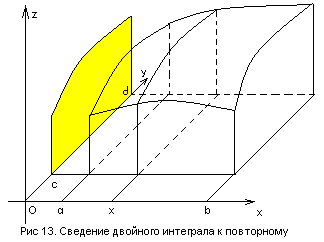 z
y
d
c
O a x b x
Рис 13. Сведение двойного интеграла к повторному